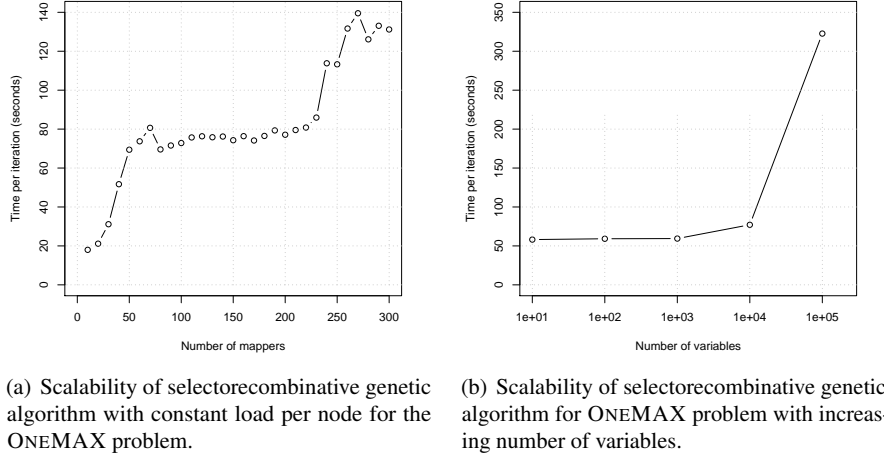 Time per iteration (seconds)
0
20
40
60
80
100
120
140
0 50 100 150 200 250 300
Number of mappers
(a) Scalability of selectorecombinative genetic
algorithm with constant load per node for the
ONEMAX problem.
Time per iteration (seconds)
0
50
100
150
200
250
300
350
1e+01 1e+02 1e+03 1e+04 1e+05
Number of variables
(b) Scalability of selectorecombinative genetic
algorithm for ONEMAX problem with increas-
ing number of variables.